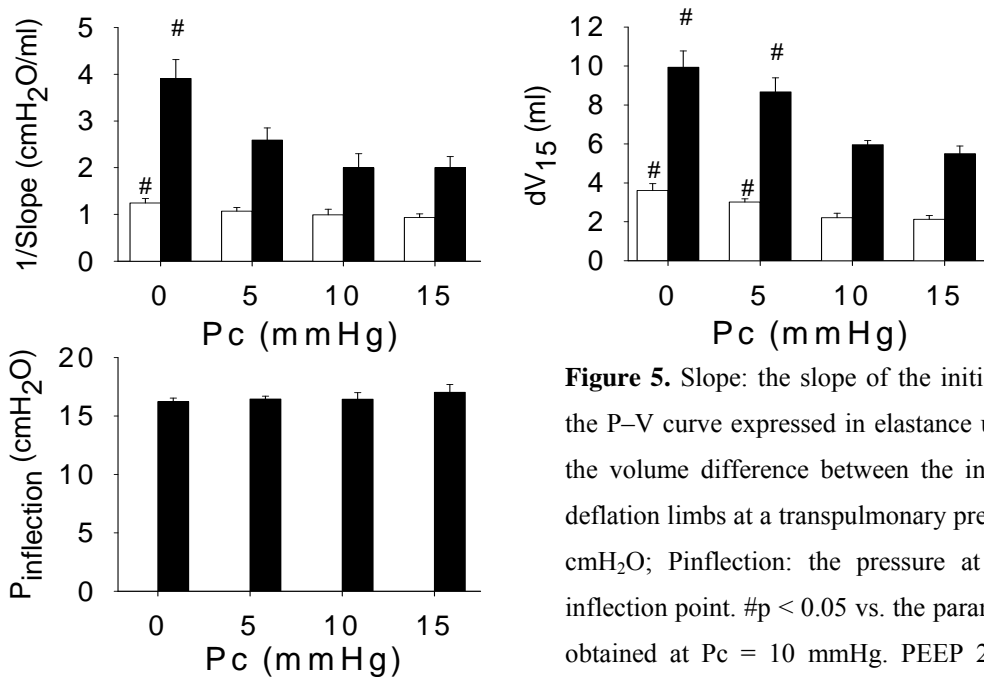 5
4
3
2
1
0
1/Slope (cmH₂O/ml)
#
#
0 5 10 15
Pc (mmHg)
12
10
8
6
4
2
0
dV₁₅ (ml)
#
#
#
#
0 5 10 15
Pc (mmHg)
20
15
10
5
0
Pinflection (cmH₂O)
0 5 10 15
Pc (mmHg)
Figure 5. Slope: the slope of the initi
the P–V curve expressed in elastance
the volume difference between the in
deflation limbs at a transpulmonary pre
cmH₂O; Pinflection: the pressure at
inflection point. #p < 0.05 vs. the paran
obtained at Pc = 10 mmHg. PEEP 2